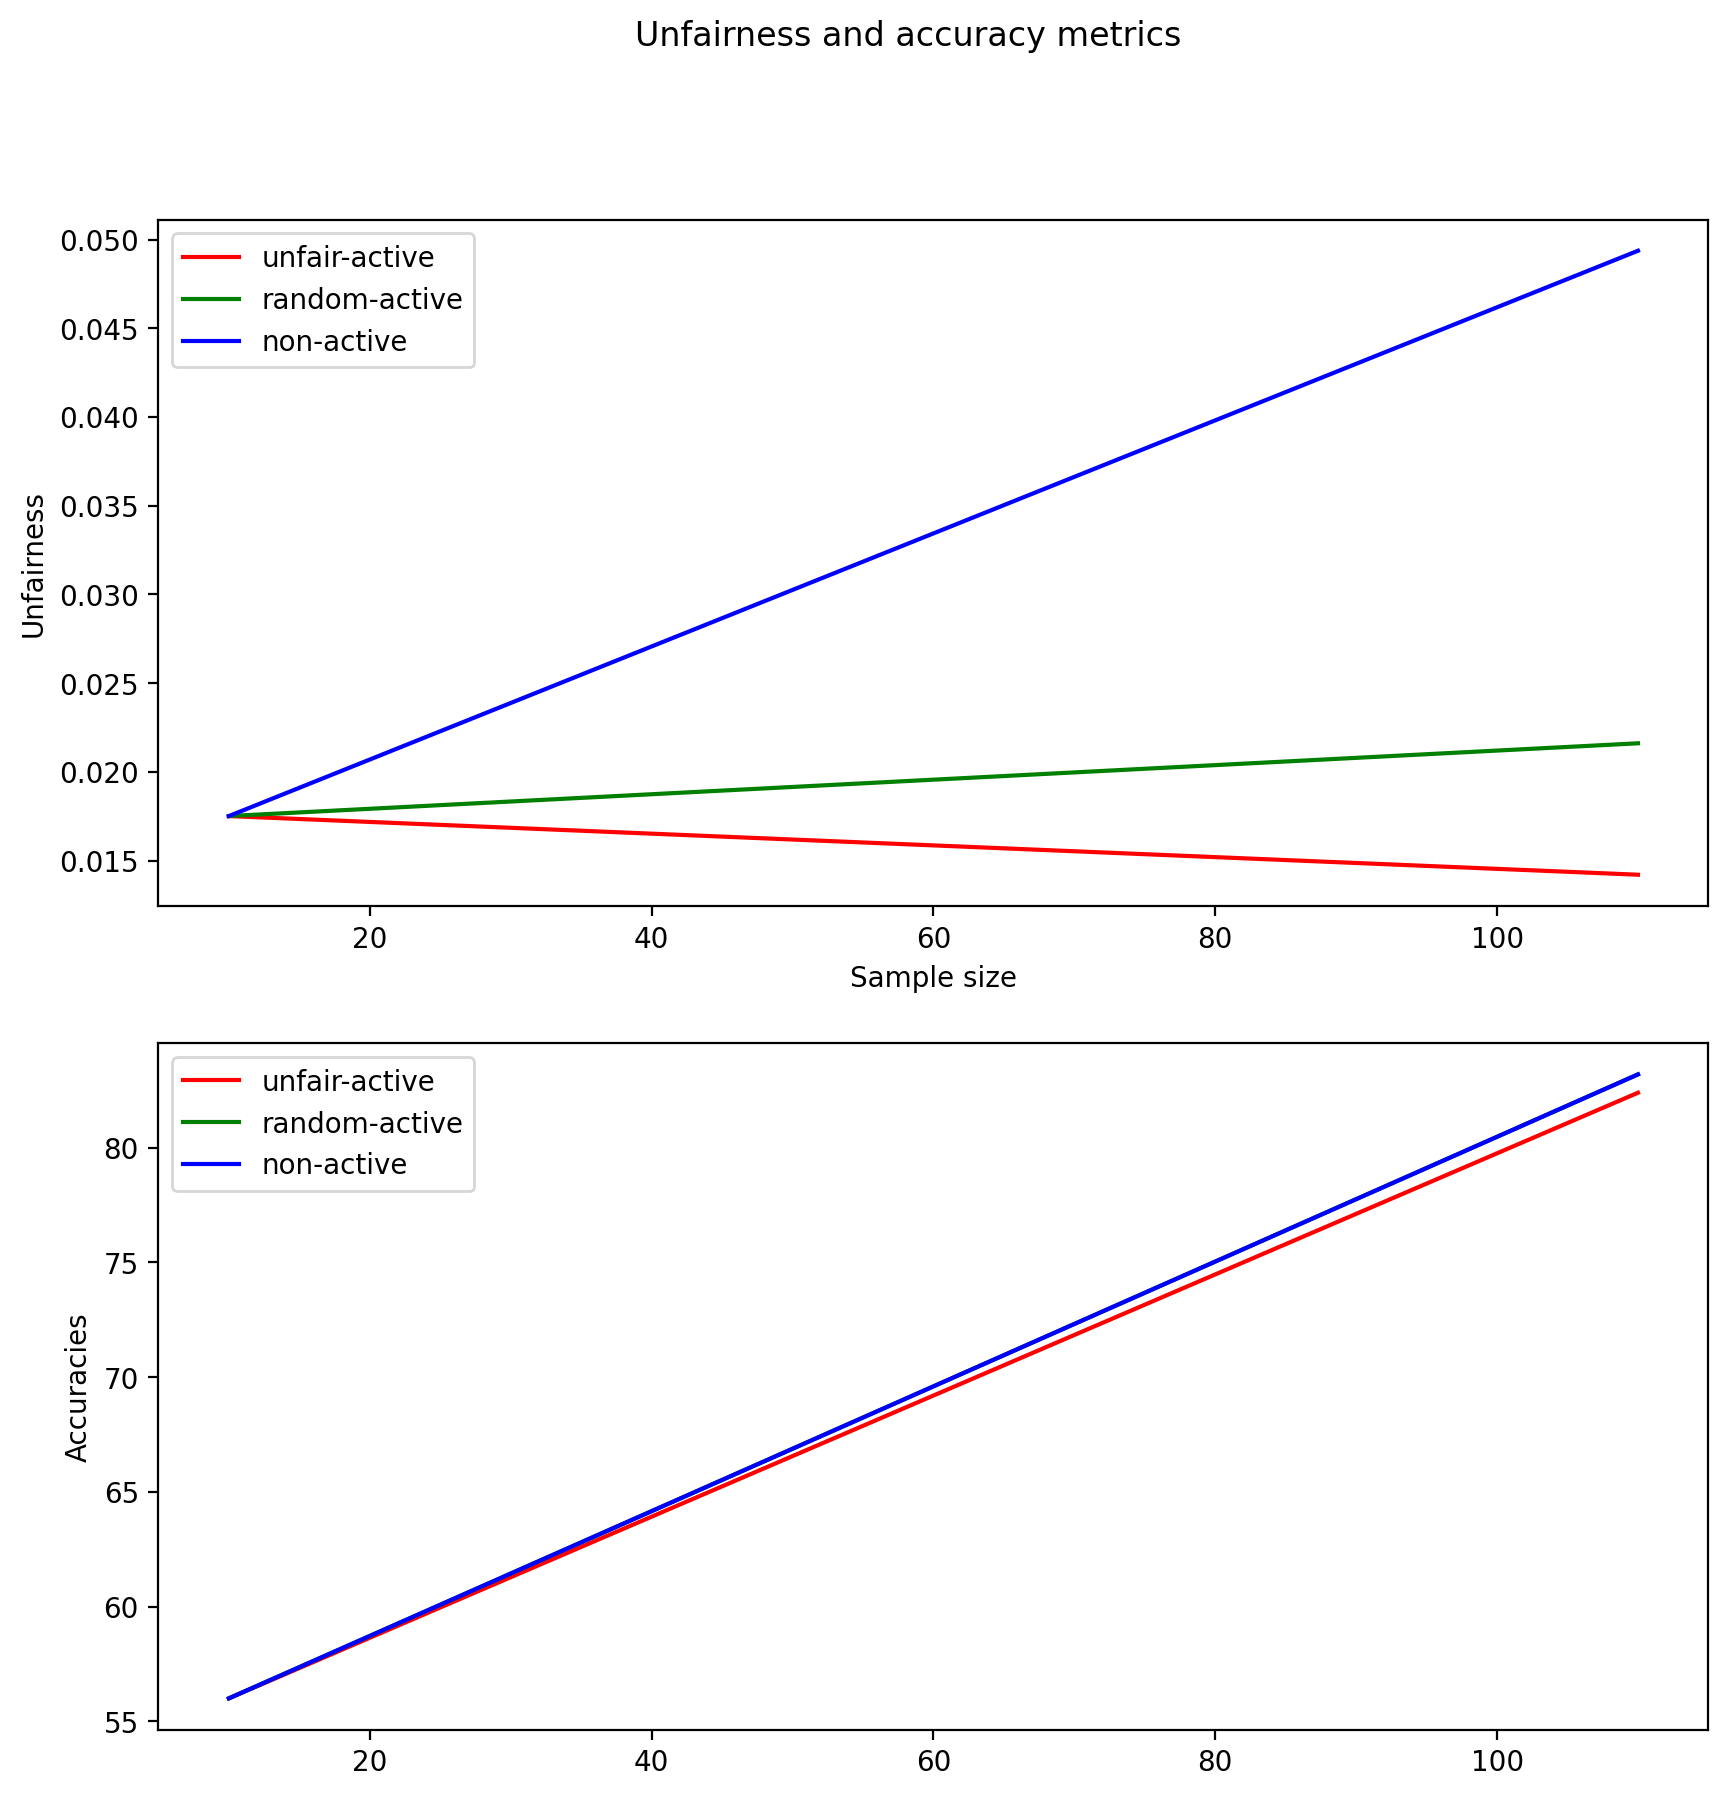 Unfairness and accuracy metrics
0.050
0.045
0.040
0.035
0.030
0.025
0.020
0.015
Unfairness
unfair-active
random-active
non-active
20 40 60 80 100
Sample size
80
75
70
65
60
55
Accuracies
unfair-active
random-active
non-active
20 40 60 80 100